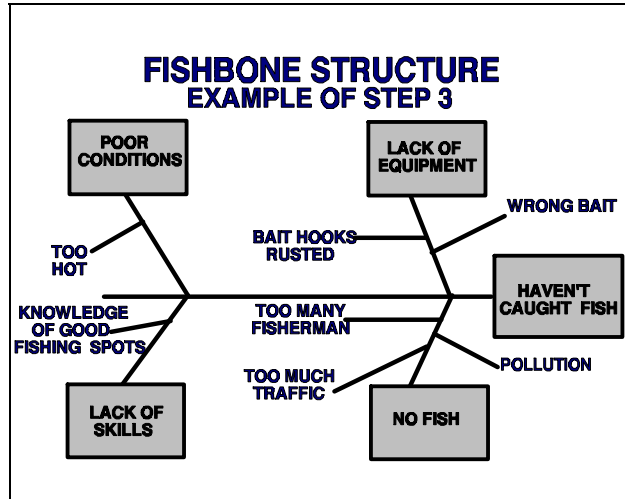 FISHBONE STRUCTURE
EXAMPLE OF STEP 3
POOR
CONDITIONS
LACK OF
EQUIPMENT
WRONG BAIT
BAIT HOOKS
RUSTED
TOO
HOT
HAVEN'T
CAUGHT FISH
KNOWLEDGE
OF GOOD
FISHING SPOTS
TOO MANY
FISHERMAN
POLLUTION
TOO MUCH
TRAFFIC
LACK OF
SKILLS
NO FISH